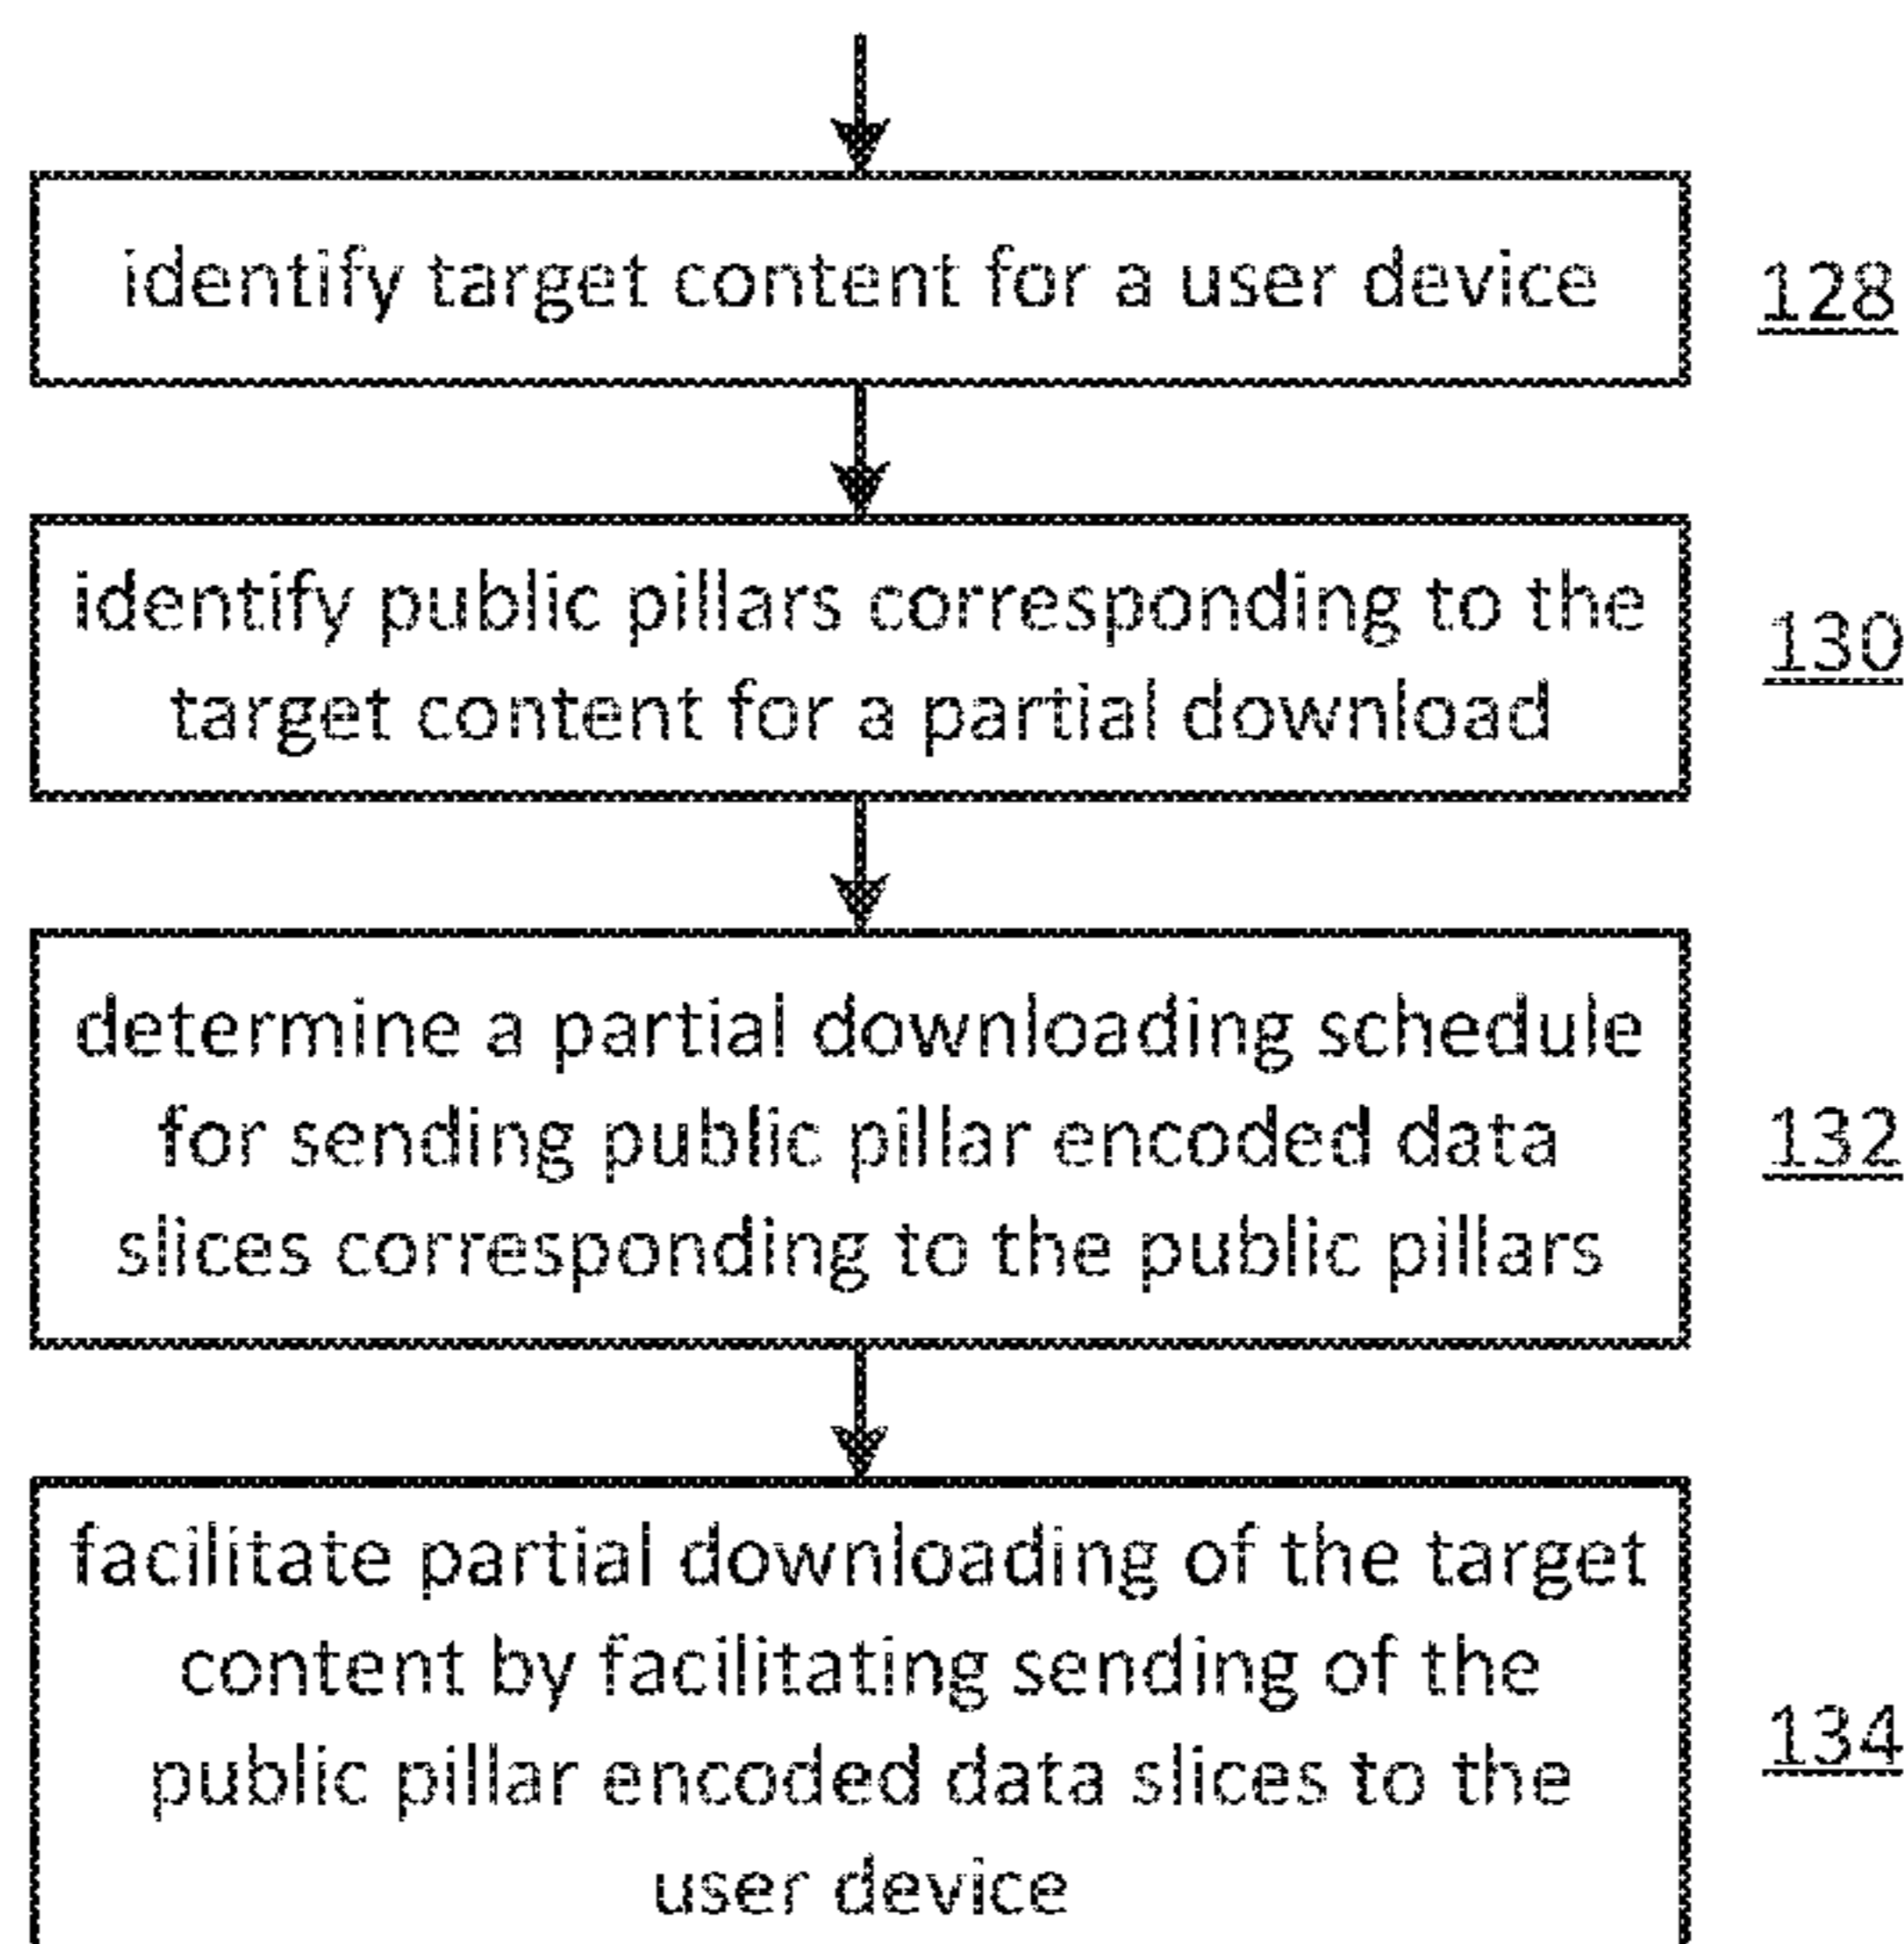 identify target content for a user device
128
identify public pillars corresponding to the
target content for a partial download
130
determine a partial downloading schedule
for sending public pillar encoded data
slices corresponding to the public pillars
132
facilitate partial downloading of the target
content by facilitating sending of the
public pillar encoded data slices to the
user device
134